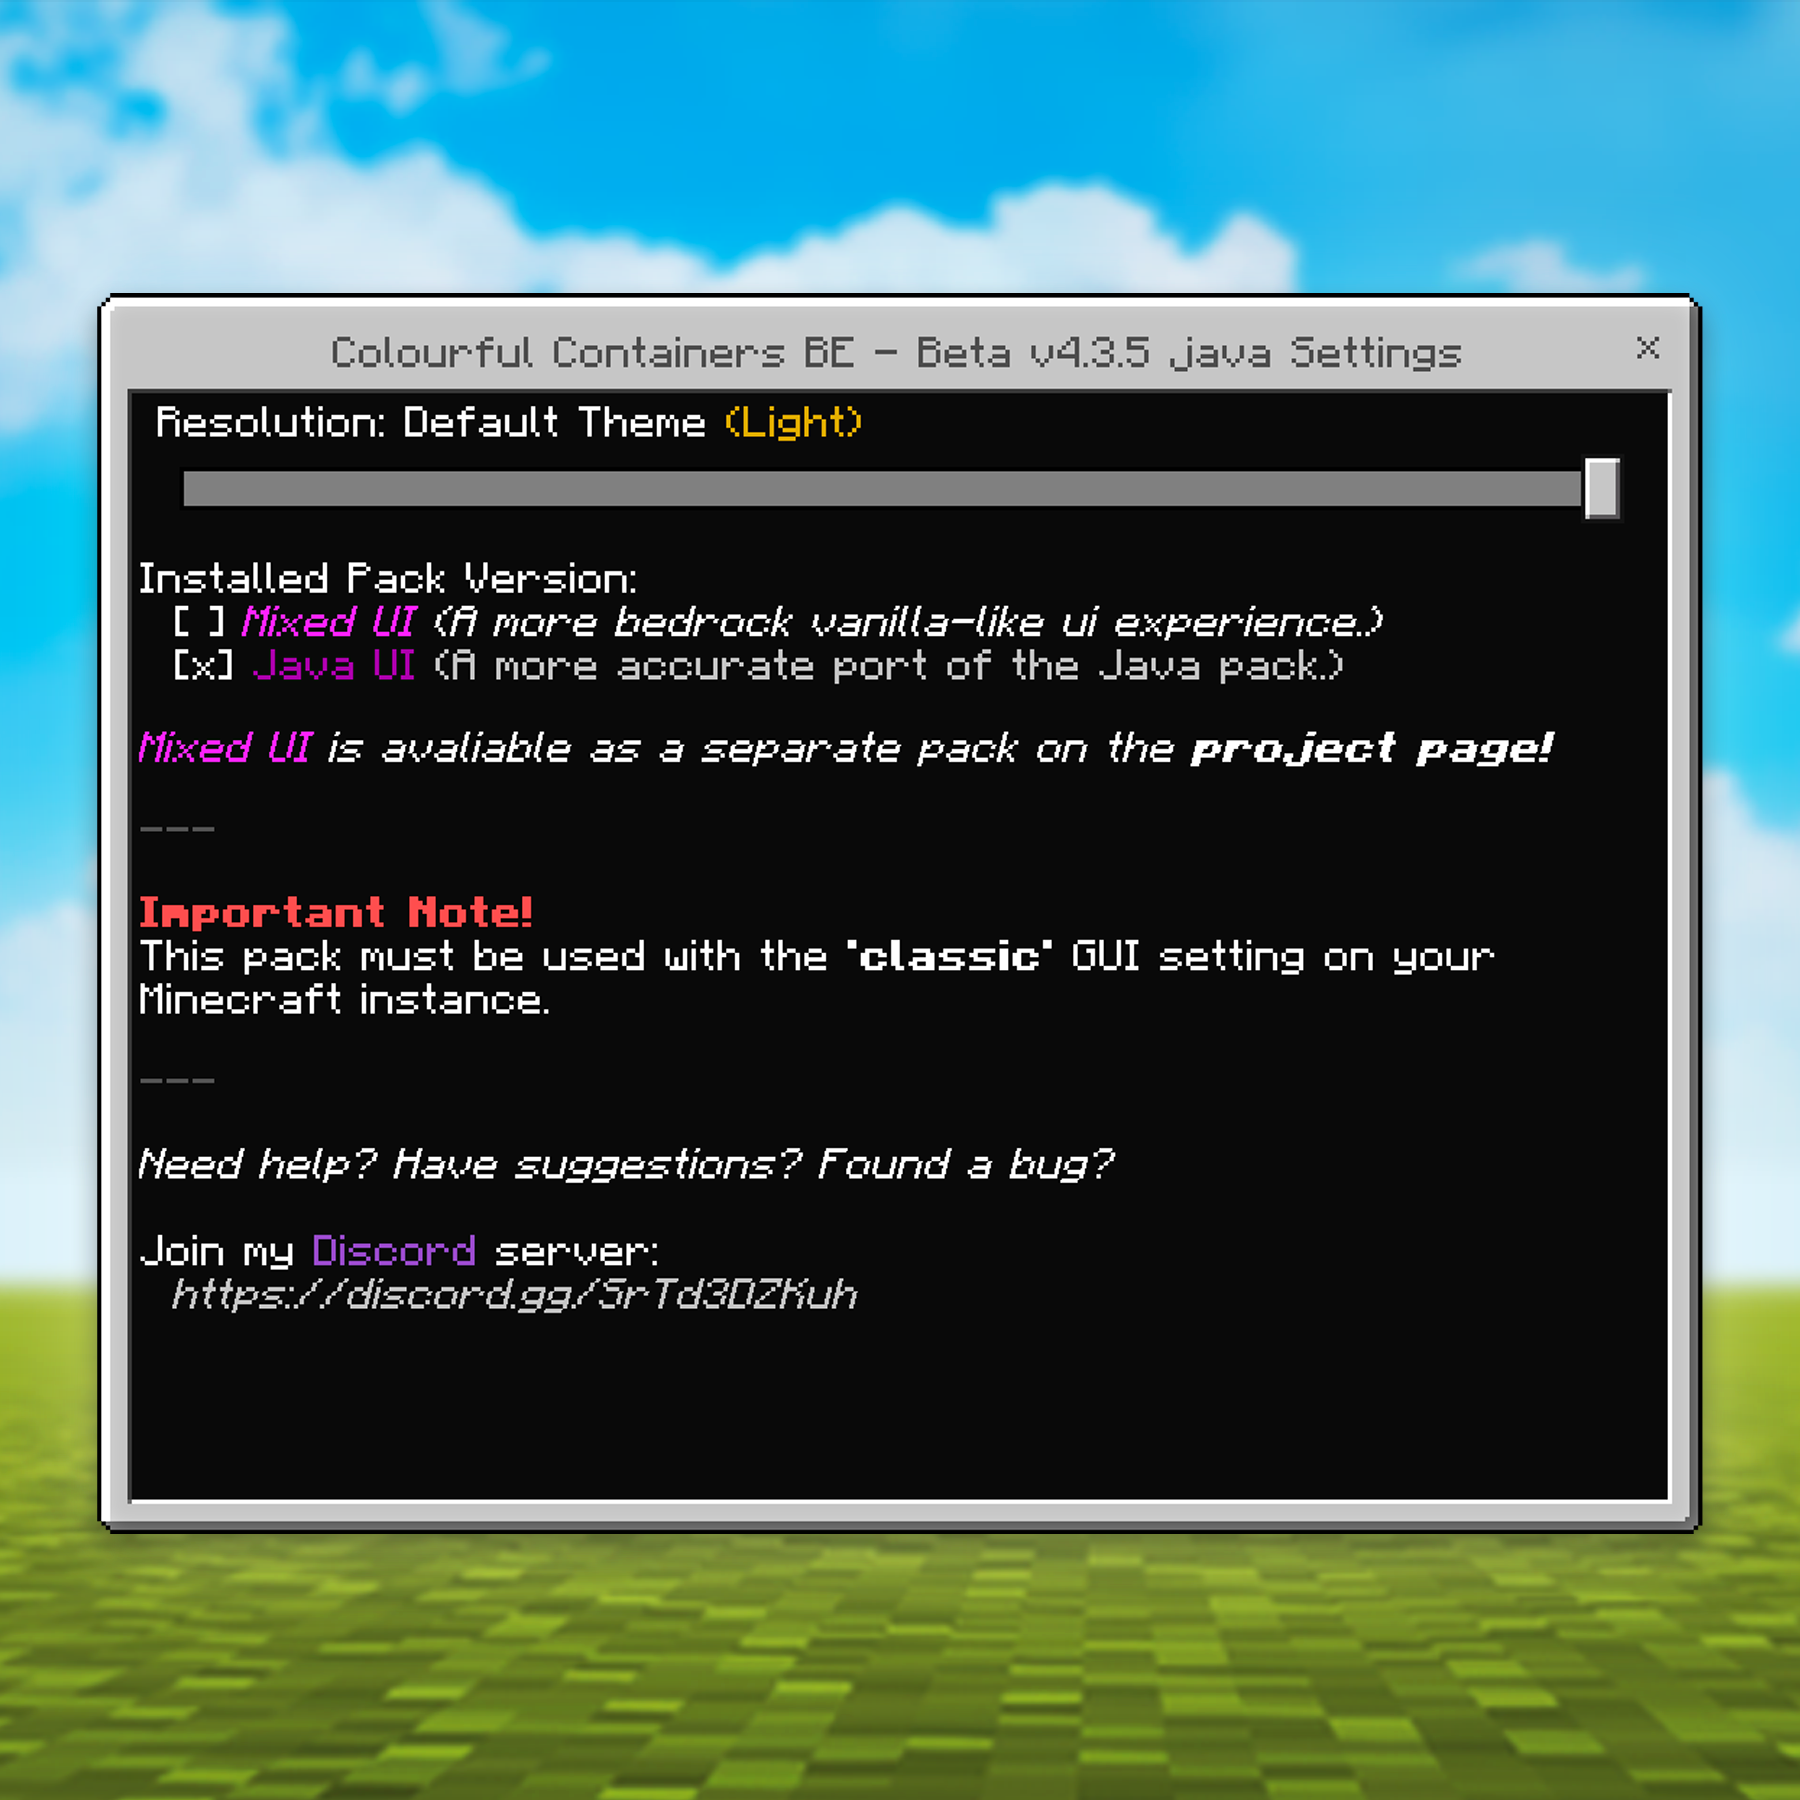 Colourful Containers BE - Beta v4.3.5 java Settings
×
Resolution: Default Theme (Light)
Installed Pack Version:
[ ] Mixed UI (A more bedrock vanilla-like ui experience.)
[x] Java UI (A more accurate port of the Java pack.)
Mixed UI is avaliable as a separate pack on the project page!
---
Important Note!
This pack must be used with the "classic" GUI setting on your
Minecraft instance.
---
Need help? Have suggestions? Found a bug?
Join my Discord server:
https://discord.gg/SrTd3DZKuh